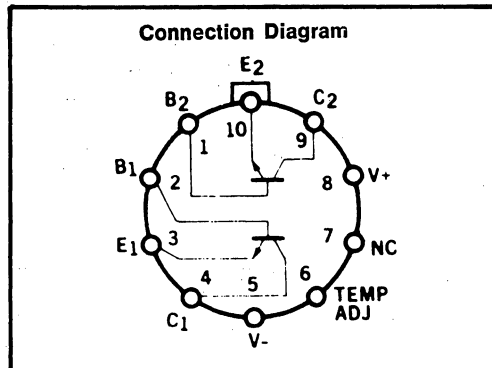 Connection Diagram
E2
B2
C2
10
1
9
B1
2
8
V+
E1
3
7
NC
4
5
6
C1
TEMP
ADJ
V-